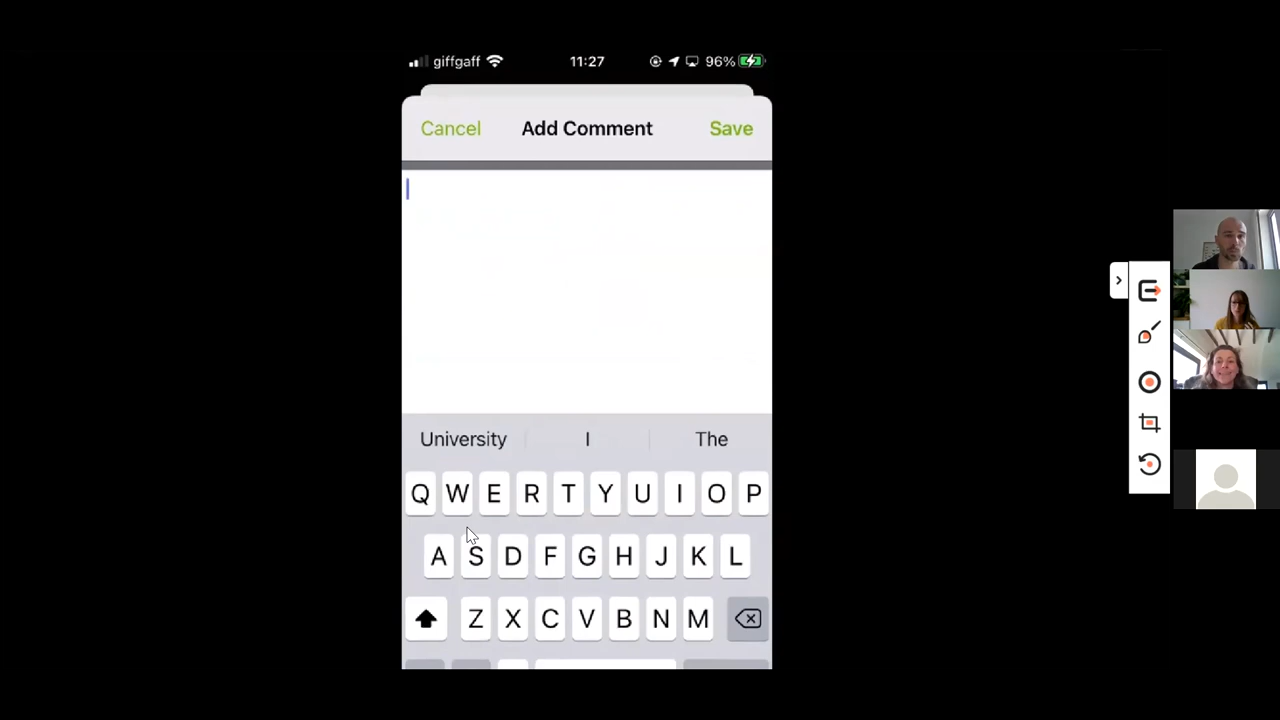 giffgaff 11:27 96%
Cancel Add Comment Save
University I The
Q W E R T Y U I O P
A S D F G H J K L
Z X C V B N M